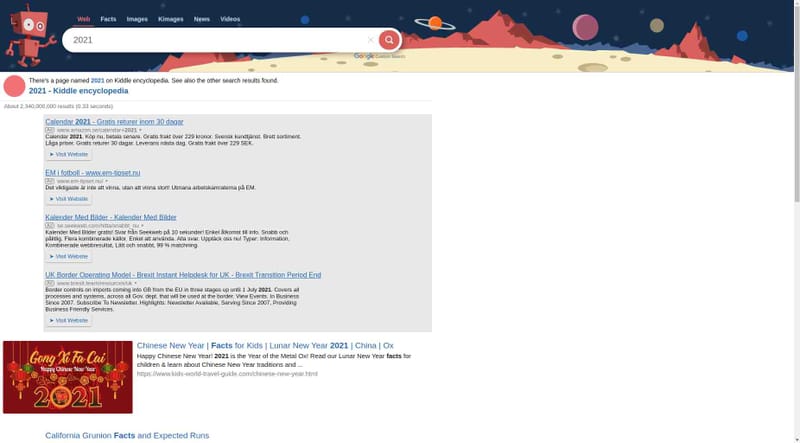 Web Facts Images Kimages News Videos
2021
Google Custom Search
There's a page named 2021 on Kiddle encyclopedia. See also the other search results found.
2021 - Kiddle encyclopedia
About 2,340,000,000 results (0.33 seconds)
Calendar 2021 - Gratis returer inom 30 dagar
Ad www.amazon.se/calendar+2021
Calendar 2021. Köp nu, betala senare. Gratis frakt över 229 kronor. Svensk kundtjänst. Brett sortiment.
Låga priser. Gratis returer 30 dagar. Leverans nästa dag. Gratis frakt över 229 SEK.
➤ Visit Website
EM i fotboll - www.em-tipset.nu
Ad www.em-tipset.nu/
Det viktigaste är inte att vinna, utan att vinna stort! Utmana arbetskamraterna på EM.
➤ Visit Website
Kalender Med Bilder - Kalender Med Bilder
Ad se.seekweb.com/hitta/snabbt_nu
Kalender Med Bilder gratis! Svar från Seekweb på 10 sekunder! Enkel åtkomst till info. Snabb och
pålitlig. Flera kombinerade källor. Enkel att använda. Alla svar. Upptäck oss nu! Typer: Information,
Kombinerade webbresultat, Lätt och snabbt, 99 % matchning.
➤ Visit Website
UK Border Operating Model - Brexit Instant Helpdesk for UK - Brexit Transition Period End
Ad www.brexit.team/resources/uk
Border controls on imports coming into GB from the EU in three stages up until 1 July 2021. Covers all
processes and systems, across all Gov. dept. that will be used at the border. View Events. In Business
Since 2007. Subscribe To Newsletter. Highlights: Newsletter Available, Serving Since 2007, Providing
Business Friendly Services.
➤ Visit Website
Gong Xi Fa Cai
Happy Chinese New Year
2021
Chinese New Year | Facts for Kids | Lunar New Year 2021 | China | Ox
Happy Chinese New Year! 2021 is the Year of the Metal Ox! Read our Lunar New Year facts for
children & learn about Chinese New Year traditions and ...
https://www.kids-world-travel-guide.com/chinese-new-year.html
California Grunion Facts and Expected Runs